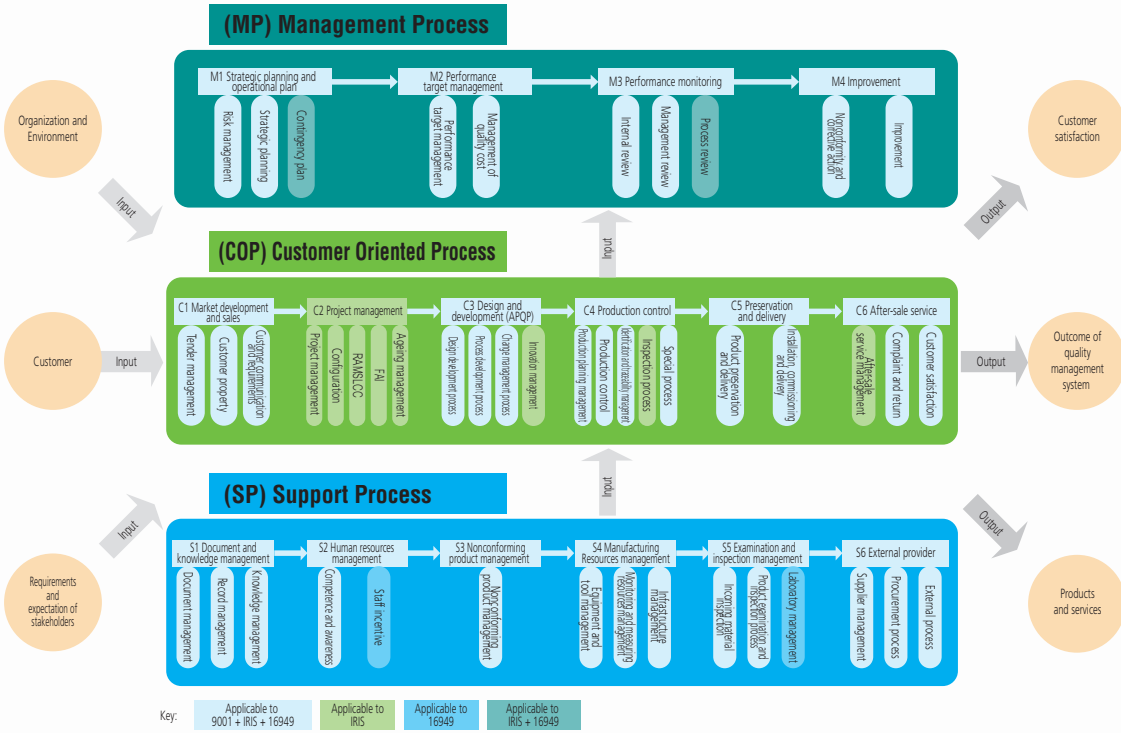 (MP) Management Process
M1 Strategic planning and
operational plan
M2 Performance
target management
M3 Performance monitoring
M4 Improvement
Risk management
Strategic planning
Contingency plan
Performance
target management
Management of
quality cost
Internal review
Management review
Process review
Nonconformity and
corrective action
Improvement
Organization and
Environment
Customer
satisfaction
Input
Output
Input
(COP) Customer Oriented Process
C1 Market development
and sales
C2 Project management
C3 Design and
development (APQP)
C4 Production control
C5 Preservation
and delivery
C6 After-sale service
Tender management
Customer property
Customer communication
and requirements
Project management
Configuration
RAMSLCC
FAI
Ageing management
Design development process
Process development process
Change management process
Innovation management
Production planning management
Production control
Identification and traceability management
Inspection process
Special process
Product preservation
and delivery
Installation, commissioning
and delivery
After-sale
service management
Complaint and return
Customer satisfaction
Customer
Input
Output
Outcome of
quality
management
system
Input
(SP) Support Process
S1 Document and
knowledge management
S2 Human resources
management
S3 Nonconforming
product management
S4 Manufacturing
Resources management
S5 Examination and
inspection management
S6 External provider
Document management
Record management
Knowledge management
Competence and awareness
Staff incentive
Nonconforming
product management
Equipment and
tool management
Monitoring and measuring
resources management
Infrastructure
management
Incoming material
inspection
Product examination and
inspection process
Laboratory management
Supplier management
Procurement process
External process
Input
Output
Requirements
and
expectation of
stakeholders
Products
and services
Key:
Applicable to
9001 + IRIS + 16949
Applicable to
IRIS
Applicable to
16949
Applicable to
IRIS + 16949